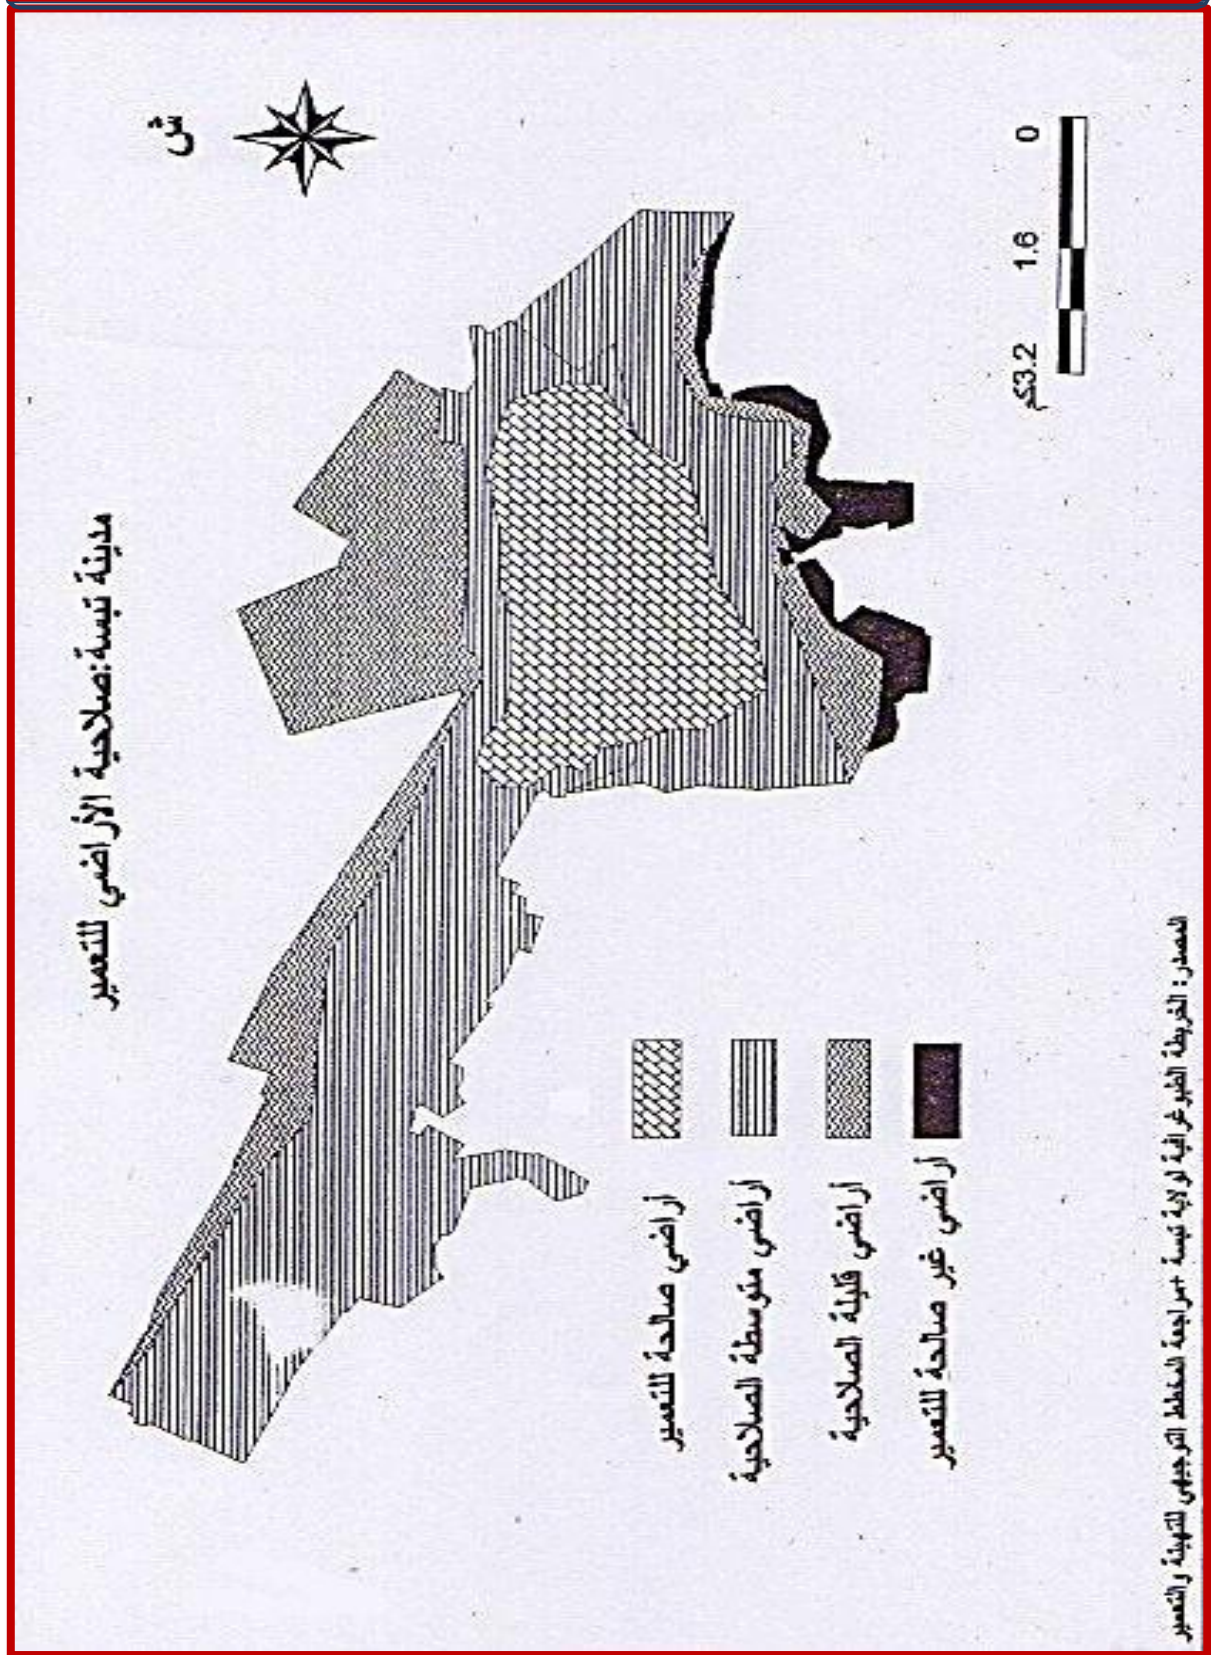 مدينة تبسة:صلاحية الأراضي للتعمير
ش
0
1.6
3.2كم
أراضي صالحة للتعمير
أراضي متوسطة الصلاحية
أراضي قليلة الصلاحية
أراضي غير صالحة للتعمير
المصدر: الخريطة الطبوغرافية لولاية تبسة +مراجعة المخطط التوجيهي للتهيئة والتعمير